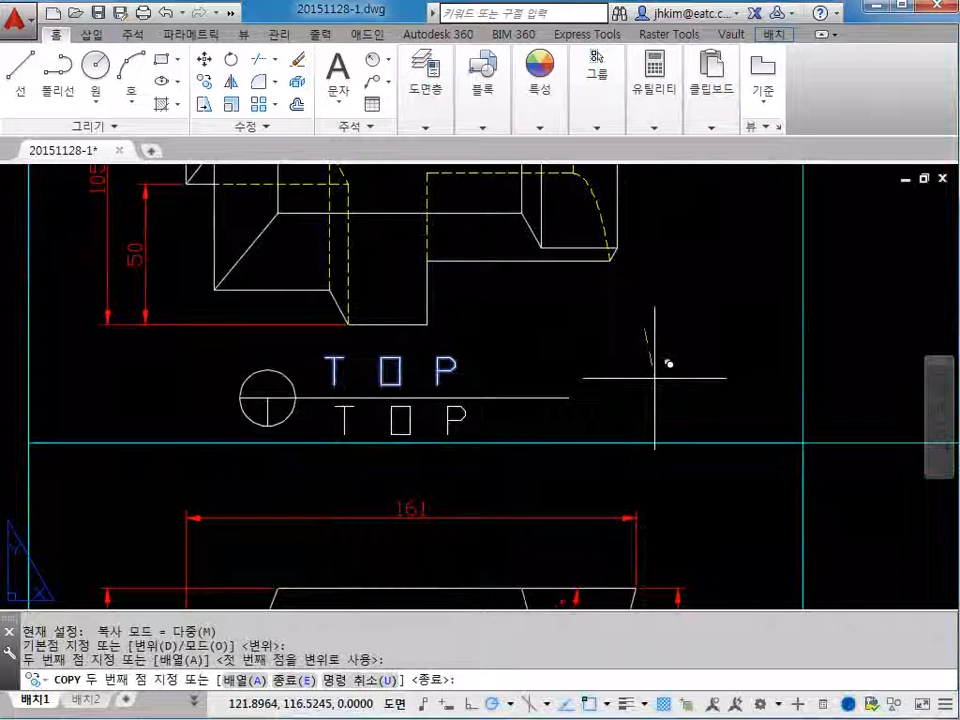 20151128-1.dwg
키워드 또는 구절 입력
jhkim@eatc.c...
홈 삽입 주석 파라메트릭 뷰 관리 출력 애드인 Autodesk 360 BIM 360 Express Tools Raster Tools Vault 배치
선 폴리선 원 호 문자 도면층 블록 특성 그룹 유틸리티 클립보드 기준
그리기 수정 주석 뷰
20151128-1*
105
50
T O P
T
T O P
161
Y
X
현재 설정: 복사 모드 = 다중(M)
기본점 지정 또는 [변위(D)/모드(O)] <변위>:
두 번째 점 지정 또는 [배열(A)] <첫 번째 점을 변위로 사용>:
COPY 두 번째 점 지정 또는 [배열(A) 종료(E) 명령 취소(U)] <종료>:
배치1 배치2 121.8964, 116.5245, 0.0000 도면